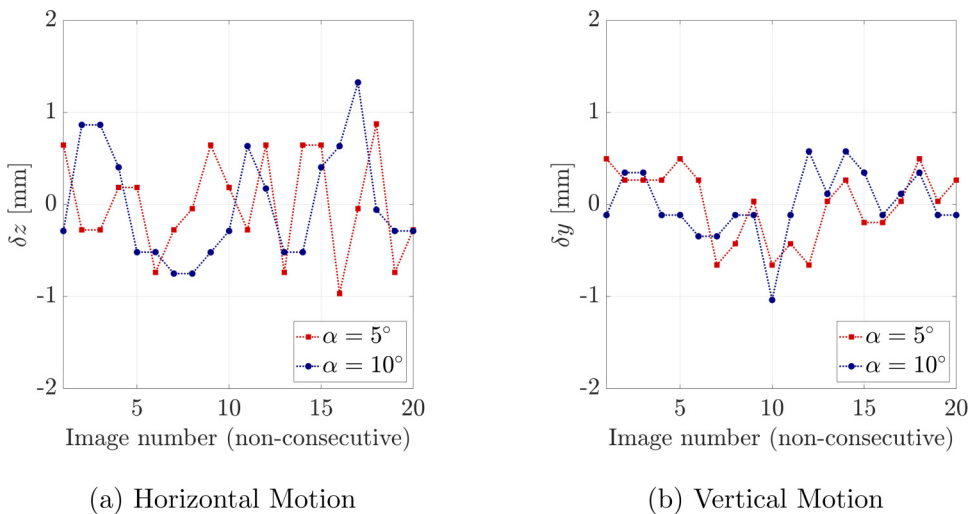 2
1
0
-1
-2
δz [mm]
α = 5°
α = 10°
5
10
15
20
Image number (non-consecutive)
(a) Horizontal Motion
2
1
0
-1
-2
δy [mm]
α = 5°
α = 10°
5
10
15
20
Image number (non-consecutive)
(b) Vertical Motion